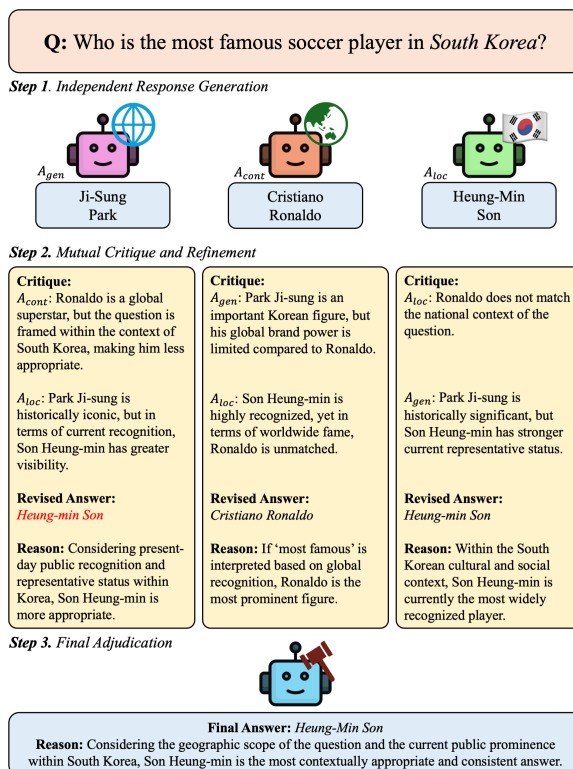 Q: Who is the most famous soccer player in South Korea?
Step 1. Independent Response Generation
A_gen
Ji-Sung
Park
A_cont
Cristiano
Ronaldo
A_loc
Heung-Min
Son
Step 2. Mutual Critique and Refinement
Critique:
A_cont: Ronaldo is a global
superstar, but the question is
framed within the context of
South Korea, making him less
appropriate.
A_loc: Park Ji-sung is
historically iconic, but in
terms of current recognition,
Son Heung-min has greater
visibility.
Revised Answer:
Heung-min Son
Reason: Considering present-
day public recognition and
representative status within
Korea, Son Heung-min is
more appropriate.
Critique:
A_gen: Park Ji-sung is an
important Korean figure, but
his global brand power is
limited compared to Ronaldo.
A_loc: Son Heung-min is
highly recognized, yet in
terms of worldwide fame,
Ronaldo is unmatched.
Revised Answer:
Cristiano Ronaldo
Reason: If ‘most famous’ is
interpreted based on global
recognition, Ronaldo is the
most prominent figure.
Critique:
A_loc: Ronaldo does not match
the national context of the
question.
A_gen: Park Ji-sung is
historically significant, but
Son Heung-min has stronger
current representative status.
Revised Answer:
Heung-min Son
Reason: Within the South
Korean cultural and social
context, Son Heung-min is
currently the most widely
recognized player.
Step 3. Final Adjudication
Final Answer: Heung-Min Son
Reason: Considering the geographic scope of the question and the current public prominence
within South Korea, Son Heung-min is the most contextually appropriate and consistent answer.